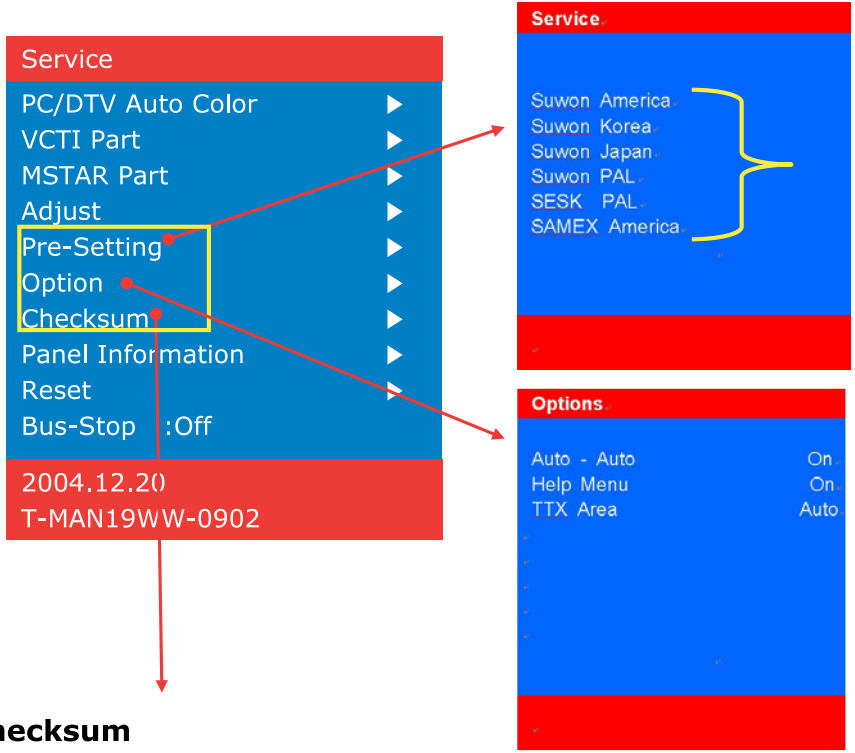 Service
PC/DTV Auto Color
VCTI Part
MSTAR Part
Adjust
Pre-Setting
Option
Checksum
Panel Information
Reset
Bus-Stop :Off
2004.12.20
T-MAN19WW-0902
Service
Suwon America
Suwon Korea
Suwon Japan
Suwon PAL
SESK PAL
SAMEX America
Options
Auto - Auto On
Help Menu On
TTX Area Auto
hecksum